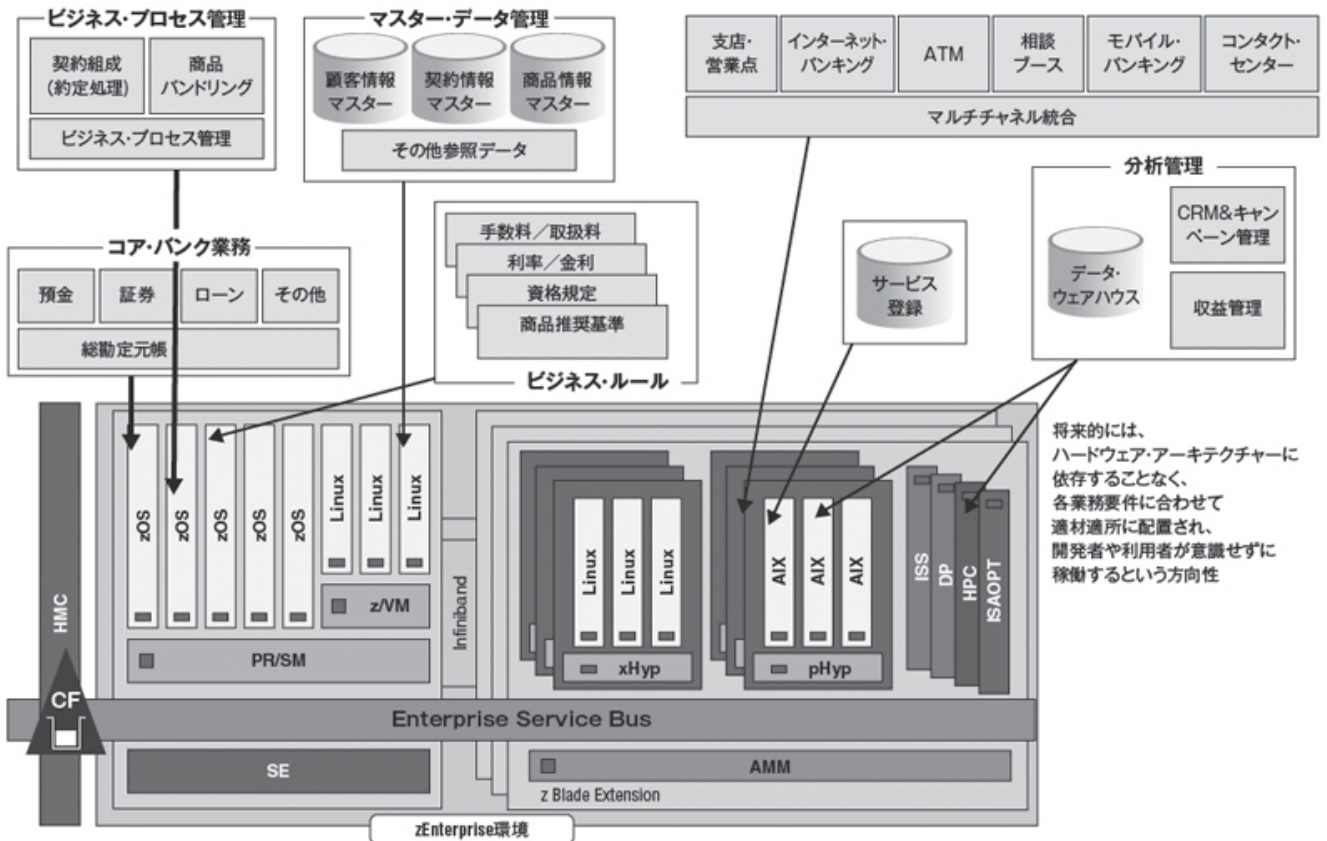 ビジネス・プロセス管理
契約組成
(約定処理)
商品
バンドリング
ビジネス・プロセス管理
マスター・データ管理
顧客情報
マスター
契約情報
マスター
商品情報
マスター
その他参照データ
支店・
営業点
インターネット・
バンキング
ATM
相談
ブース
モバイル・
バンキング
コンタクト・
センター
マルチチャネル統合
コア・バンク業務
預金
証券
ローン
その他
総勘定元帳
手数料／取扱料
利率／金利
資格規定
商品推奨基準
ビジネス・ルール
サービス
登録
分析管理
データ・
ウェアハウス
CRM&キャン
ペーン管理
収益管理
将来的には、
ハードウェア・アーキテクチャーに
依存することなく、
各業務要件に合わせて
適材適所に配置され、
開発者や利用者が意識せずに
稼働するという方向性
HMC
CF
zOS
zOS
zOS
zOS
zOS
Linux
Linux
Linux
z/VM
PR/SM
Infiniband
Linux
Linux
Linux
xHyp
AIX
AIX
AIX
pHyp
ISS
DP
HPC
ISAOPT
Enterprise Service Bus
SE
AMM
z Blade Extension
zEnterprise環境